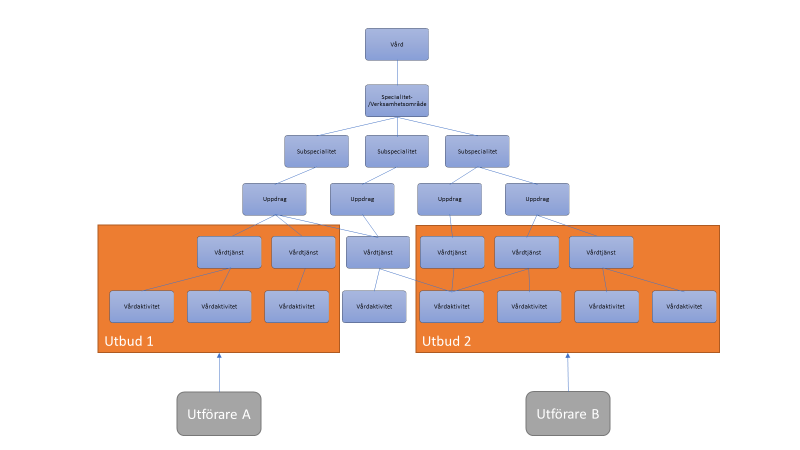 Vård
Specialitet-
/Verksamhetsområde
Subspecialitet
Subspecialitet
Subspecialitet
Uppdrag
Uppdrag
Uppdrag
Uppdrag
Vårdtjänst
Vårdtjänst
Vårdtjänst
Vårdtjänst
Vårdtjänst
Vårdtjänst
Vårdaktivitet
Vårdaktivitet
Vårdaktivitet
Vårdaktivitet
Vårdaktivitet
Vårdaktivitet
Vårdaktivitet
Vårdaktivitet
Utbud 1
Utbud 2
Utförare A
Utförare B